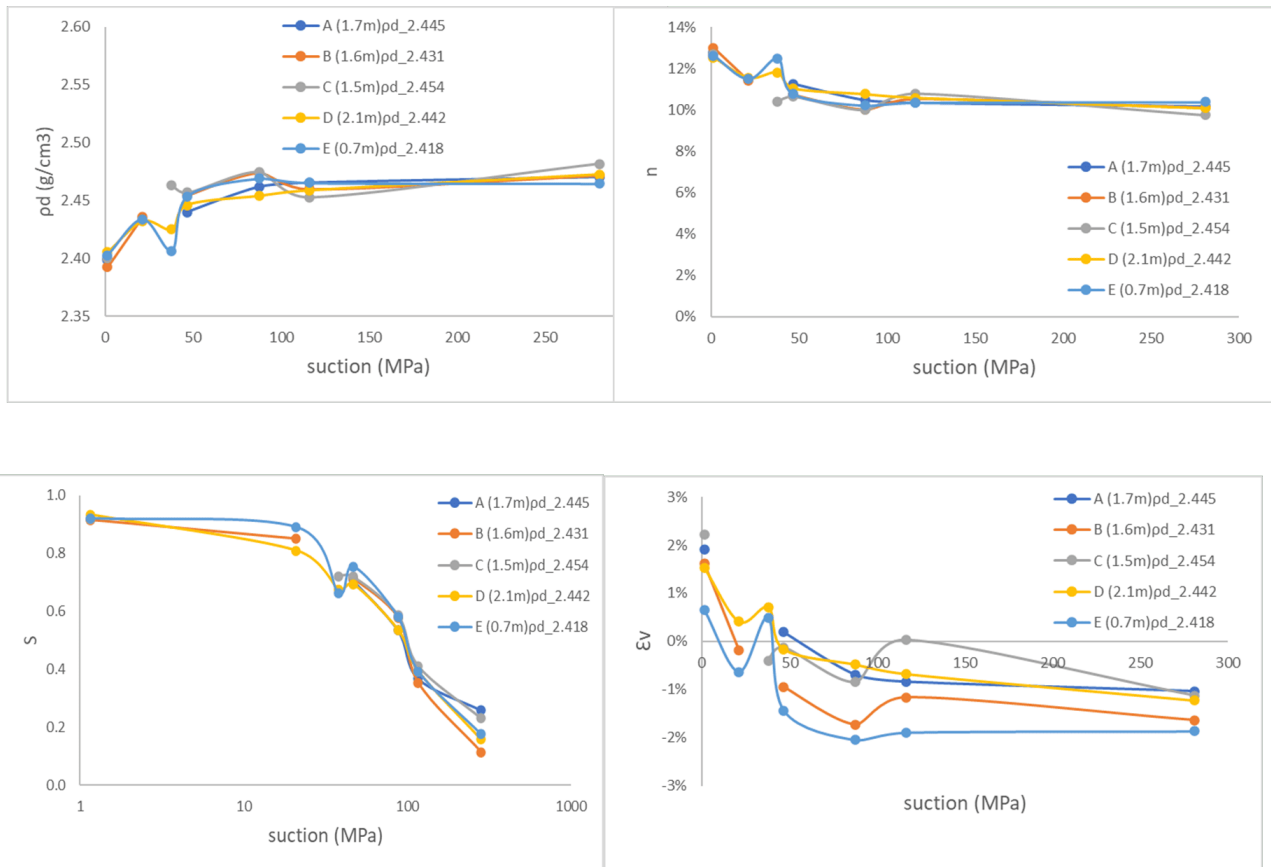 2.60
2.55
2.50
2.45
2.40
2.35
ρd (g/cm3)
0
50
100
150
200
250
suction (MPa)
A (1.7m)ρd_2.445
B (1.6m)ρd_2.431
C (1.5m)ρd_2.454
D (2.1m)ρd_2.442
E (0.7m)ρd_2.418
14%
12%
10%
8%
6%
4%
2%
0%
n
0
50
100
150
200
250
300
suction (MPa)
A (1.7m)ρd_2.445
B (1.6m)ρd_2.431
C (1.5m)ρd_2.454
D (2.1m)ρd_2.442
E (0.7m)ρd_2.418
1.0
0.8
0.6
0.4
0.2
0.0
S
1
10
100
1000
suction (MPa)
A (1.7m)ρd_2.445
B (1.6m)ρd_2.431
C (1.5m)ρd_2.454
D (2.1m)ρd_2.442
E (0.7m)ρd_2.418
3%
2%
1%
0%
-1%
-2%
-3%
εv
0
50
100
150
200
250
300
suction (MPa)
A (1.7m)ρd_2.445
B (1.6m)ρd_2.431
C (1.5m)ρd_2.454
D (2.1m)ρd_2.442
E (0.7m)ρd_2.418